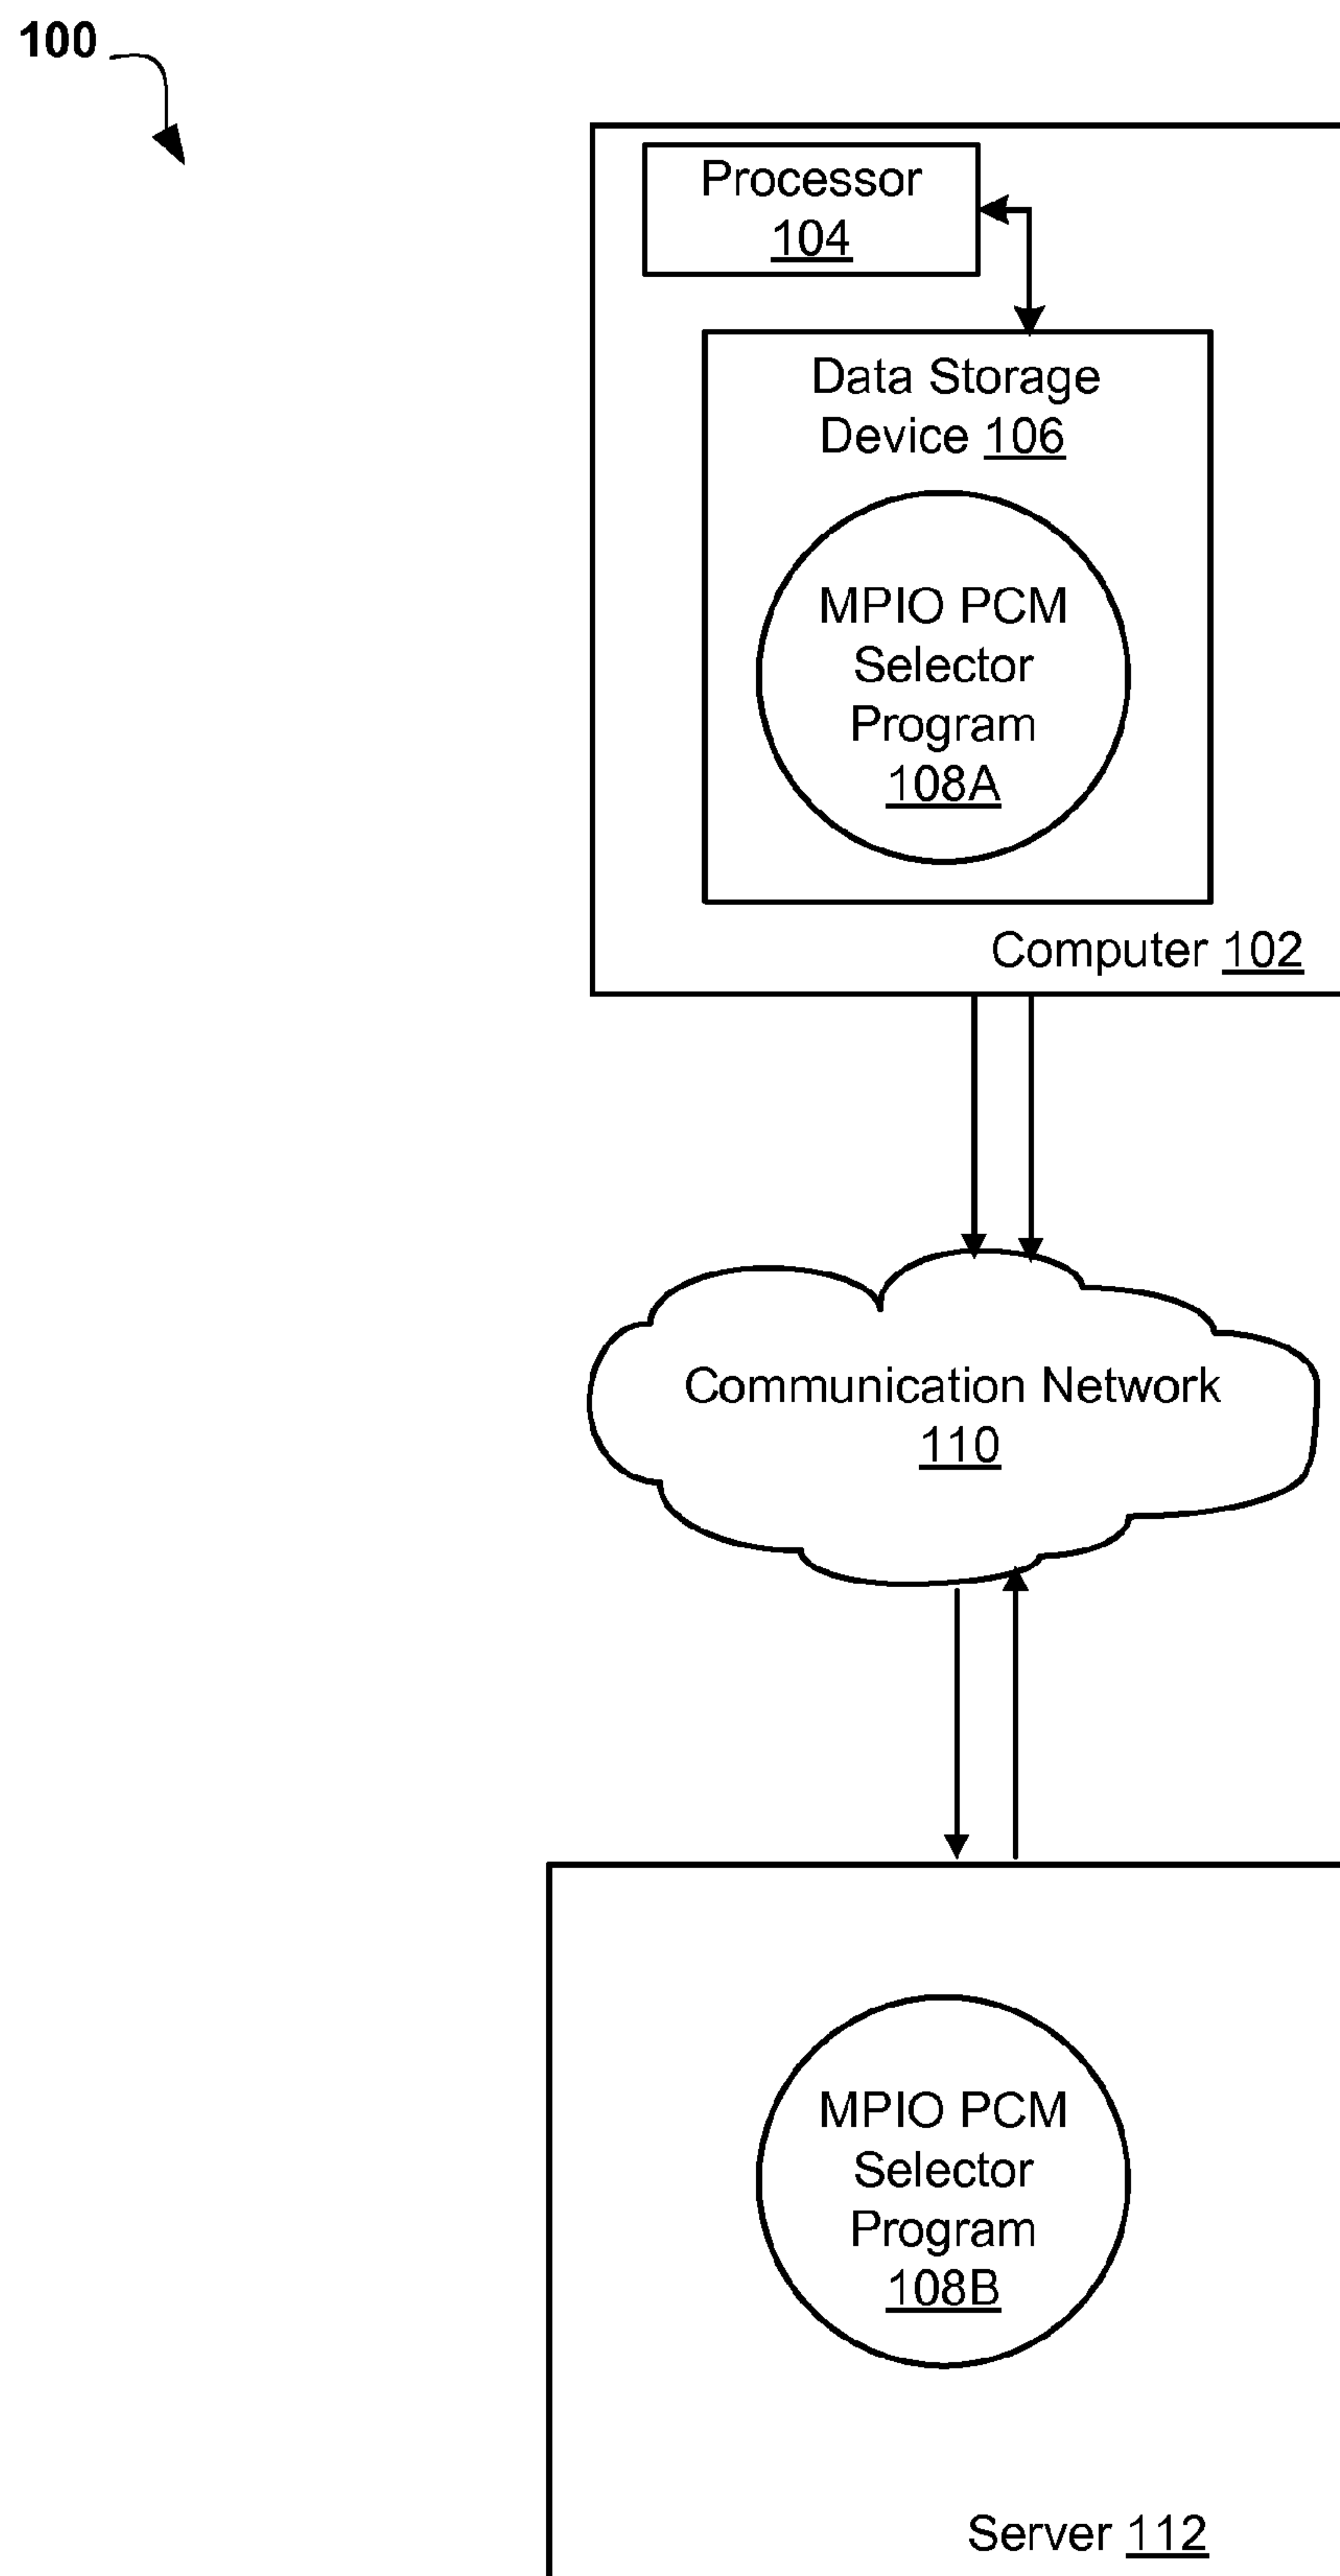 100
Processor
104
Data Storage
Device 106
MPIO PCM
Selector
Program
108A
Computer 102
Communication Network
110
MPIO PCM
Selector
Program
108B
Server 112